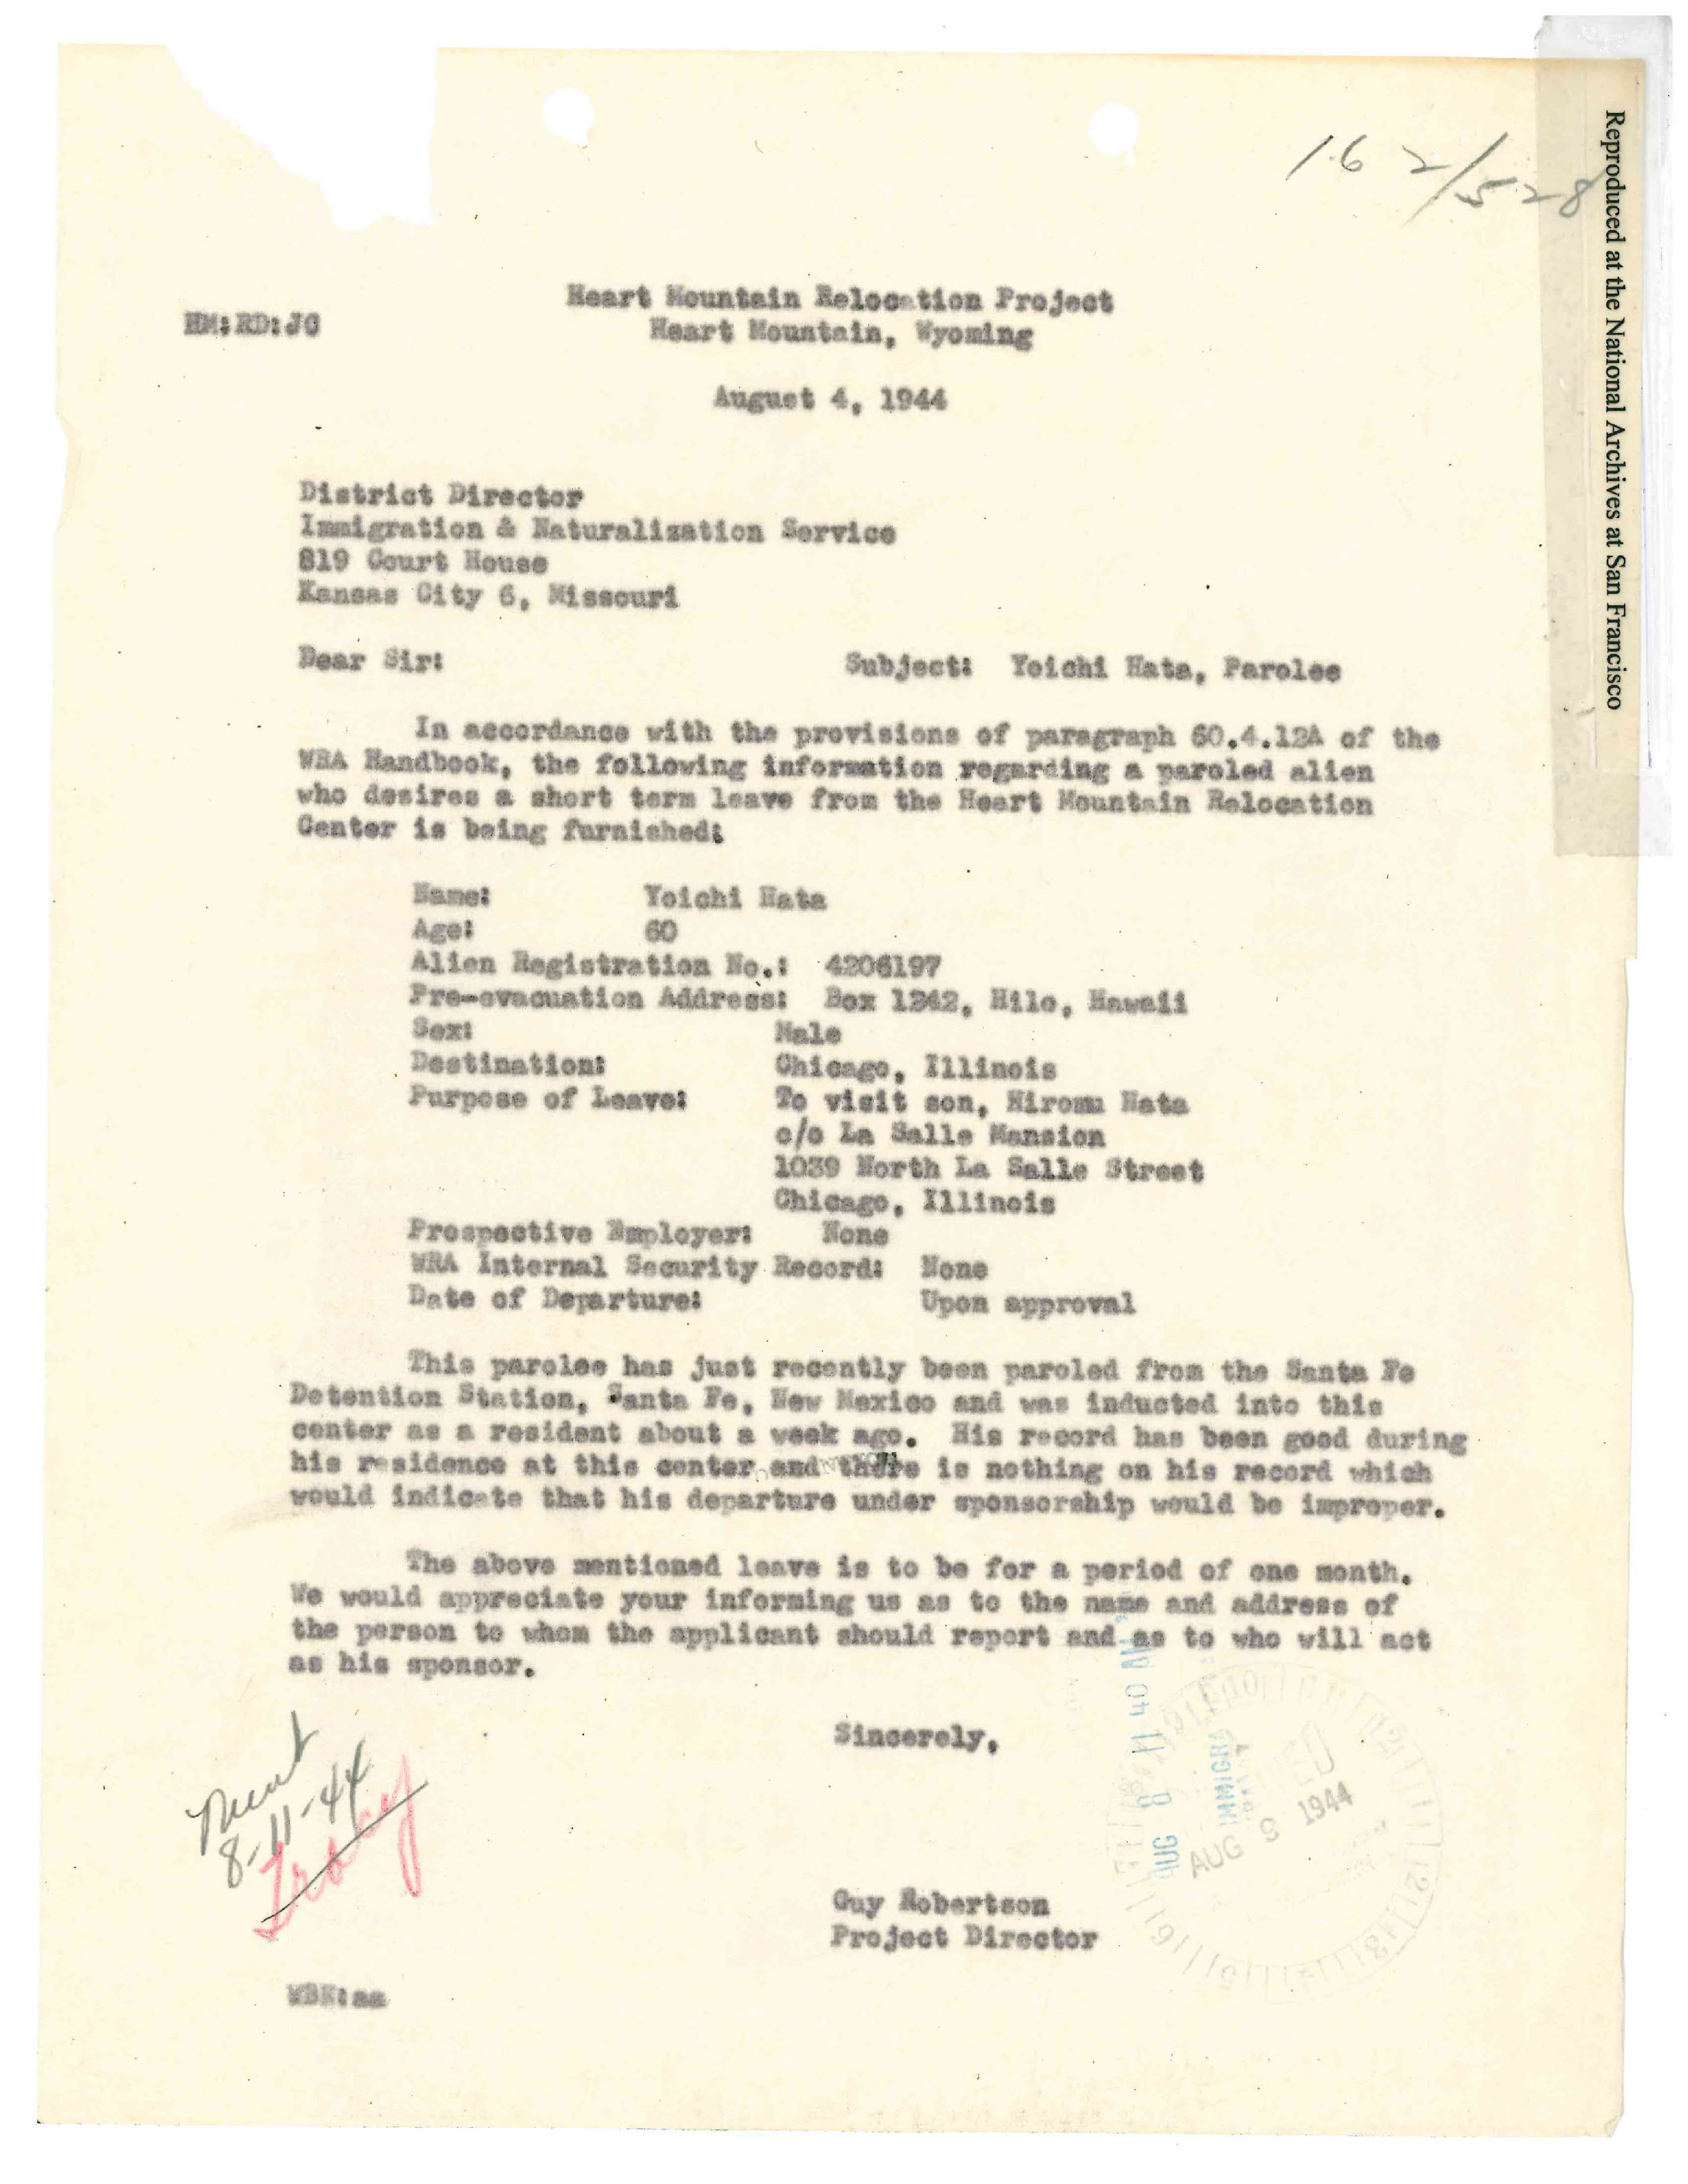 162/528
Reproduced at the National Archives at San Francisco
Heart Mountain Relocation Project
HM:RD:JC
Heart Mountain, Wyoming
August 4, 1944
District Director
Immigration & Naturalization Service
819 Court House
Kansas City 6, Missouri
Dear Sir: Subject: Yoichi Hata, Parolee
In accordance with the provisions of paragraph 60.4.12A of the
WRA Handbook, the following information regarding a paroled alien
who desires a short term leave from the Heart Mountain Relocation
Center is being furnished:
Name: Yoichi Hata
Age: 60
Alien Registration No.: 4206197
Pre-evacuation Address: Box 1242, Hilo, Hawaii
Sex: Male
Destination: Chicago, Illinois
Purpose of Leave: To visit son, Hiromu Hata
c/o La Salle Mansion
1039 North La Salle Street
Chicago, Illinois
Prospective Employer: None
WRA Internal Security Record: None
Date of Departure: Upon approval
This parolee has just recently been paroled from the Santa Fe
Detention Station, Santa Fe, New Mexico and was inducted into this
center as a resident about a week ago. His record has been good during
his residence at this center and there is nothing on his record which
would indicate that his departure under sponsorship would be improper.
The above mentioned leave is to be for a period of one month.
We would appreciate your informing us as to the name and address of
the person to whom the applicant should report and as to who will act
as his sponsor.
Sincerely,
8-11-44
Tracy
AUG 8 11 40 AM
IMMIGRA
AUG 8 1944
Guy Robertson
Project Director
WBK:aa